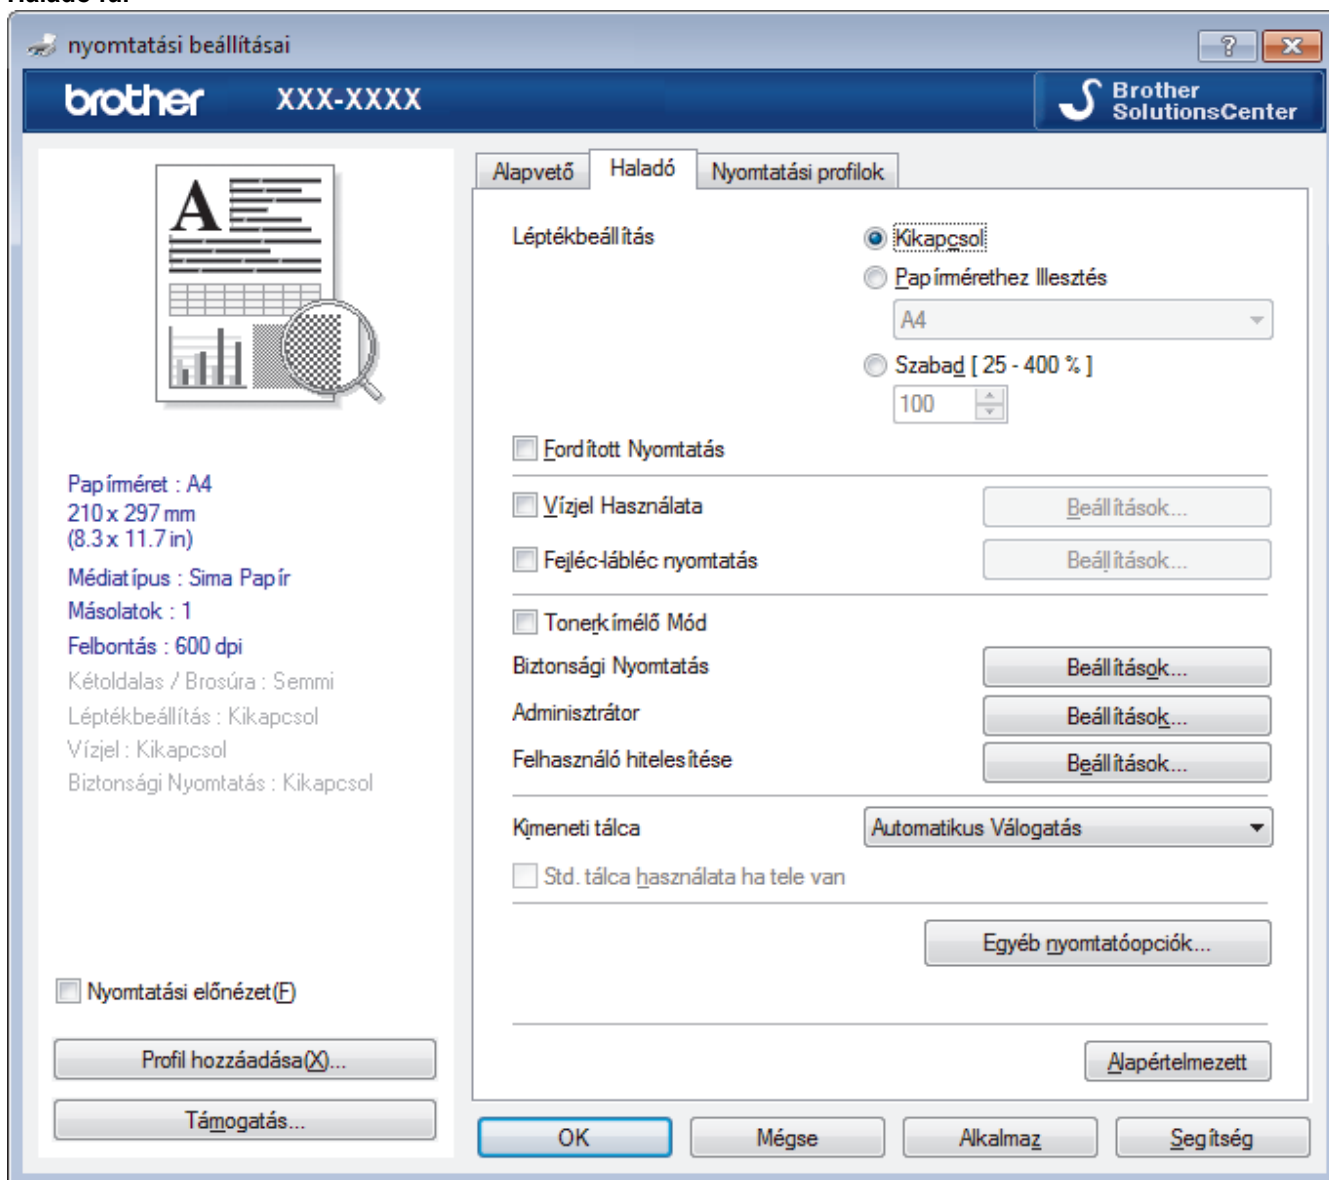 Haladó fül
nyomtatási beállításai
brother XXX-XXXX
Brother
SolutionsCenter
Alapvető Haladó Nyomtatási profilok
Léptékbeállítás
Kikapcsol
Papírmérethez Illesztés
A4
Szabad [ 25 - 400 % ]
100
Fordított Nyomtatás
Vízjel Használata Beállítások...
Fejléc-lábléc nyomtatás Beállítások...
Tonerkímélő Mód
Biztonsági Nyomtatás Beállítások...
Adminisztrátor Beállítások...
Felhasználó hitelesítése Beállítások...
Kimeneti tálca Automatikus Válogatás
Std. tálca használata ha tele van
Egyéb nyomtatóopciók...
Alapértelmezett
A
Papírméret : A4
210 x 297 mm
(8.3 x 11.7 in)
Médiatípus : Sima Papír
Másolatok : 1
Felbontás : 600 dpi
Kétoldalas / Brosúra : Semmi
Léptékbeállítás : Kikapcsol
Vízjel : Kikapcsol
Biztonsági Nyomtatás : Kikapcsol
Nyomtatási előnézet(F)
Profil hozzáadása(X)...
Támogatás...
OK Mégse Alkalmaz Segítség